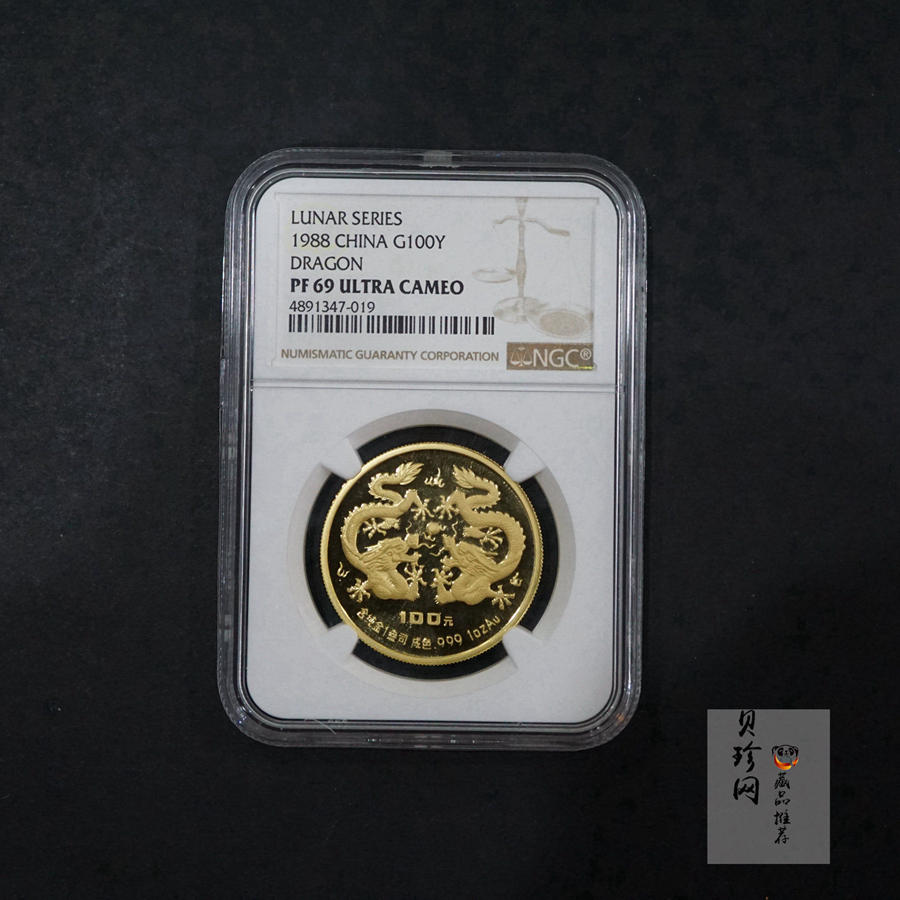 LUNAR SERIES
1988 CHINA G100Y
DRAGON
PF 69 ULTRA CAMEO
4891347-019
NUMISMATIC GUARANTY CORPORATION
NGC®
100元
含纯金1盎司 成色.999 1ozAu
贝珍网
藏品推荐